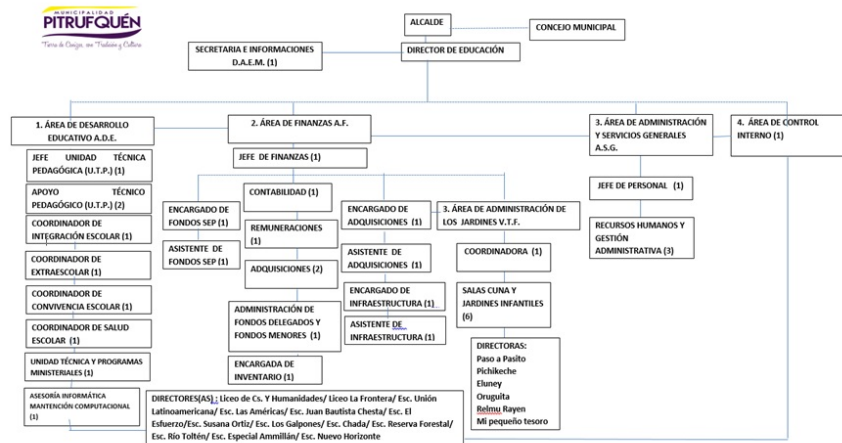 MUNICIPALIDAD
PITRUFQUÉN
"Tierra de Conejos, con Tradición y Cultura
ALCALDE
CONCEJO MUNICIPAL
SECRETARIA E INFORMACIONES
D.A.E.M. (1)
DIRECTOR DE EDUCACIÓN
1. ÁREA DE DESARROLLO
EDUCATIVO A.D.E.
2. ÁREA DE FINANZAS A.F.
3. ÁREA DE ADMINISTRACIÓN
Y SERVICIOS GENERALES
A.S.G.
4. ÁREA DE CONTROL
INTERNO (1)
JEFE UNIDAD TÉCNICA
PEDAGÓGICA (U.T.P.) (1)
APOYO TÉCNICO
PEDAGÓGICO (U.T.P.) (2)
COORDINADOR DE
INTEGRACIÓN ESCOLAR (1)
COORDINADOR DE
EXTRAESCOLAR (1)
COORDINADOR DE
CONVIVENCIA ESCOLAR (1)
COORDINADOR DE SALUD
ESCOLAR (1)
UNIDAD TÉCNICA Y PROGRAMAS
MINISTERIALES (1)
ASESORÍA INFORMÁTICA
MANTENCIÓN COMPUTACIONAL
(1)
JEFE DE FINANZAS (1)
ENCARGADO DE
FONDOS SEP (1)
ASISTENTE DE
FONDOS SEP (1)
CONTABILIDAD (1)
REMUNERACIONES
(1)
ADQUISICIONES (2)
ADMINISTRACIÓN DE
FONDOS DELEGADOS Y
FONDOS MENORES (1)
ENCARGADA DE
INVENTARIO (1)
ENCARGADO DE
ADQUISICIONES (1)
ASISTENTE DE
ADQUISICIONES (1)
ENCARGADO DE
INFRAESTRUCTURA (1)
ASISTENTE DE
INFRAESTRUCTURA (1)
3. ÁREA DE ADMINISTRACIÓN DE
LOS JARDINES V.T.F.
COORDINADORA (1)
SALAS CUNA Y
JARDINES INFANTILES
(6)
DIRECTORAS:
Paso a Pasito
Pichikeche
Eluney
Oruguita
Relmu Rayen
Mi pequeño tesoro
JEFE DE PERSONAL (1)
RECURSOS HUMANOS Y
GESTIÓN
ADMINISTRATIVA (3)
DIRECTORES(AS) : Liceo de Cs. Y Humanidades/ Liceo La Frontera/ Esc. Unión
Latinoamericana/ Esc. Las Américas/ Esc. Juan Bautista Chesta/ Esc. El
Esfuerzo/Esc. Susana Ortiz/ Esc. Los Galpones/ Esc. Chada/ Esc. Reserva Forestal/
Esc. Río Toltén/ Esc. Especial Ammillán/ Esc. Nuevo Horizonte